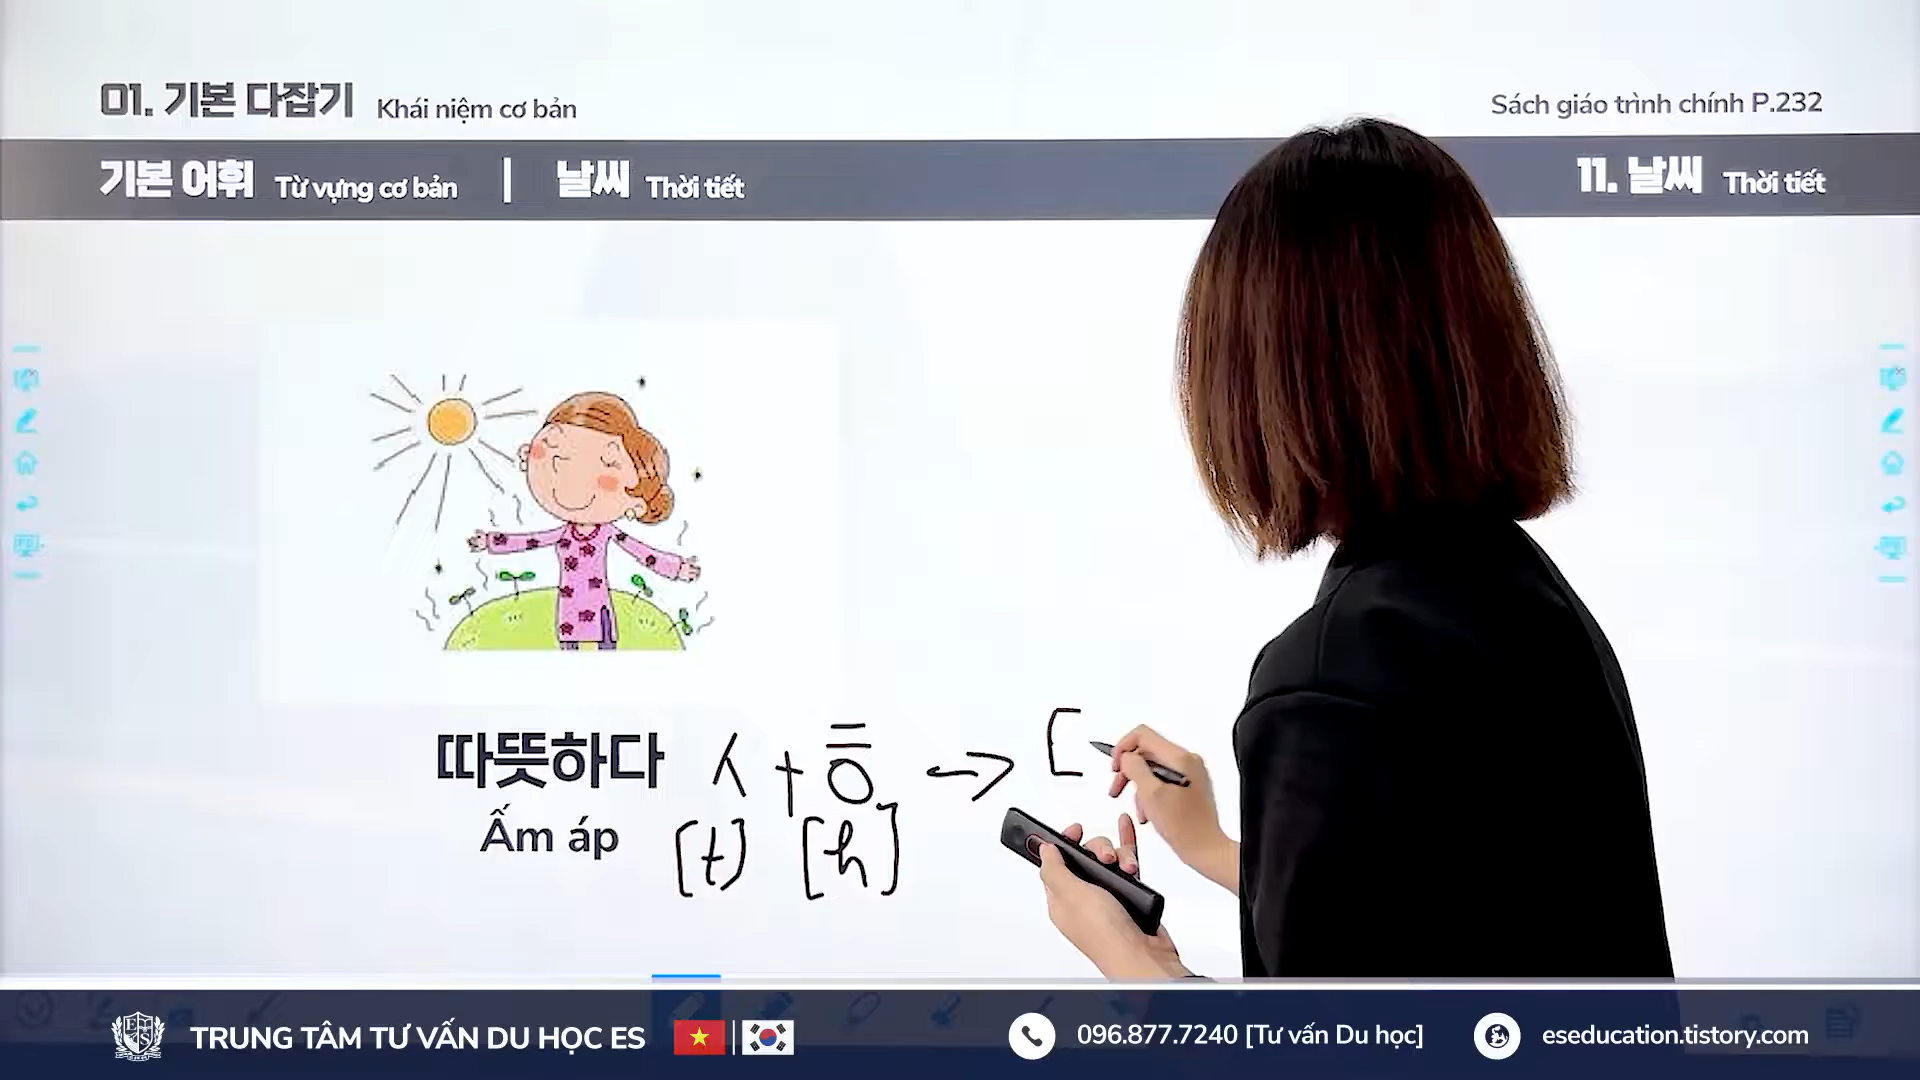 01. 기본 다잡기 Khái niệm cơ bản
Sách giáo trình chính P.232
기본 어휘 Từ vựng cơ bản | 날씨 Thời tiết
11. 날씨 Thời tiết
따뜻하다 ㅅ + ㅎ → [
Ấm áp [t] [h]
TRUNG TÂM TƯ VẤN DU HỌC ES
096.877.7240 [Tư vấn Du học]
eseducation.tistory.com